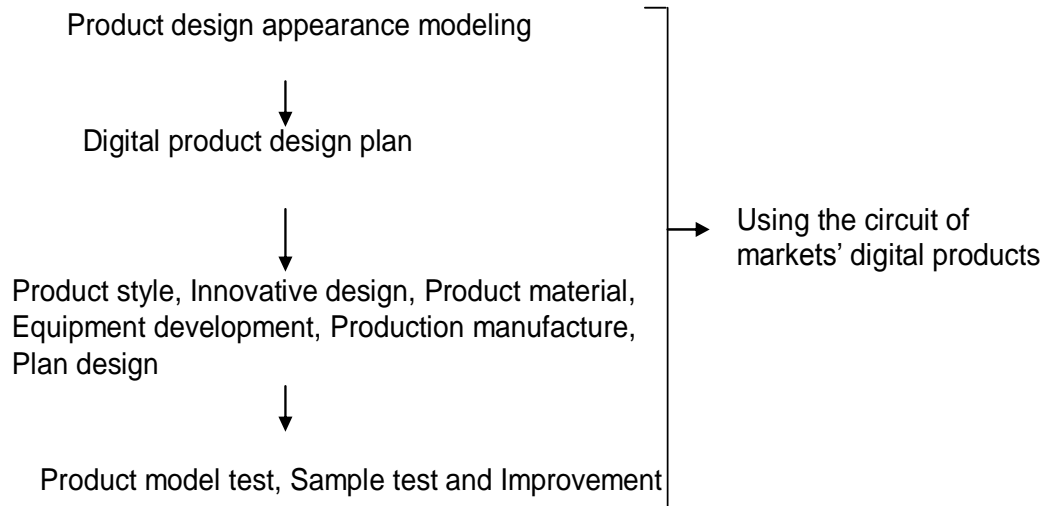 Product design appearance modeling
Digital product design plan
Using the circuit of
markets' digital products
Product style, Innovative design, Product material,
Equipment development, Production manufacture,
Plan design
Product model test, Sample test and Improvement